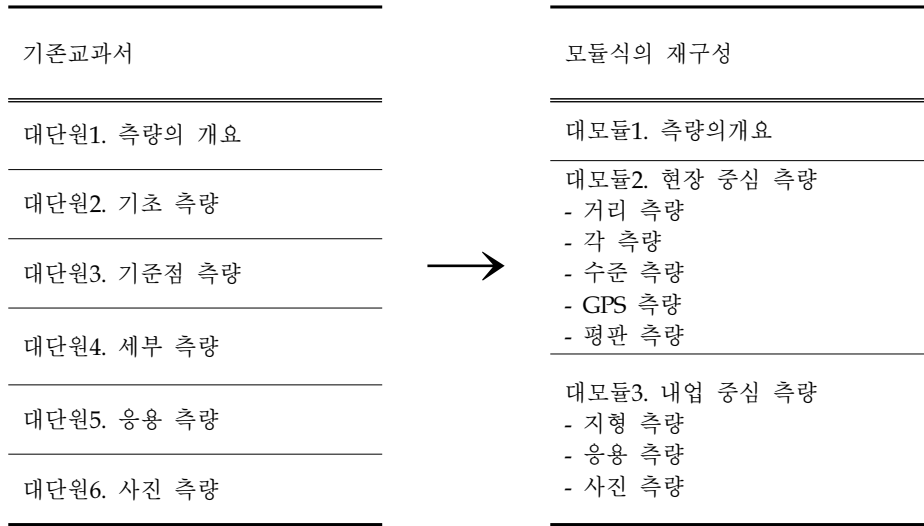 기존교과서
대단원1. 측량의 개요
대단원2. 기초 측량
대단원3. 기준점 측량
대단원4. 세부 측량
대단원5. 응용 측량
대단원6. 사진 측량
모듈식의 재구성
대모듈1. 측량의개요
대모듈2. 현장 중심 측량
- 거리 측량
- 각 측량
- 수준 측량
- GPS 측량
- 평판 측량
대모듈3. 내업 중심 측량
- 지형 측량
- 응용 측량
- 사진 측량